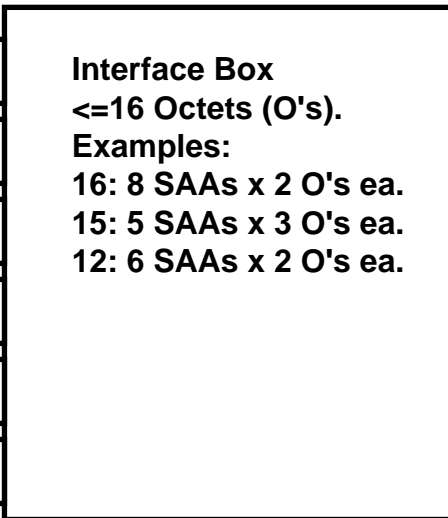 Interface Box
<=16 Octets (O's).
Examples:
16: 8 SAAs x 2 O's ea.
15: 5 SAAs x 3 O's ea.
12: 6 SAAs x 2 O's ea.